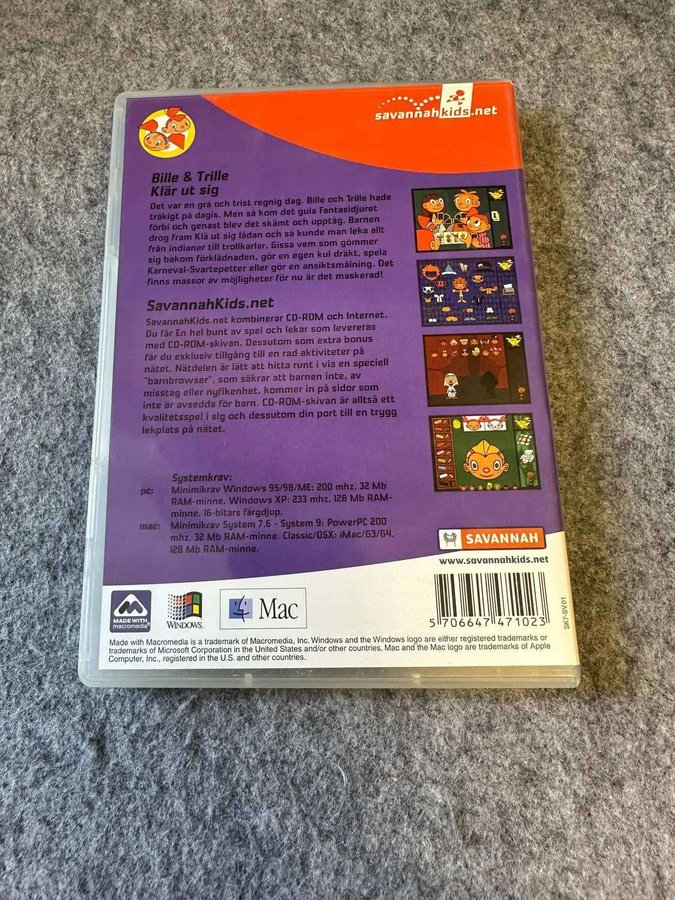 savannahkids.net
Bille & Trille
Klär ut sig
Det var en grå och trist regnig dag. Bille och Trille hade
tråkigt på dagis. Men så kom det gula Fantasidjuret
förbi och genast blev det skämt och upptåg. Barnen
drog fram Klä ut sig lådan och så kunde man leka allt
från indianer till trollkarlar. Gissa vem som gömmer
sig bakom förklädnaden, gör en egen kul dräkt, spela
Karneval-Svartepetter eller gör en ansiktsmålning. Det
finns massor av möjligheter för nu är det maskerad!
SavannahKids.net
SavannahKids.net kombinerar CD-ROM och Internet.
Du får En hel bunt av spel och lekar som levereras
med CD-ROM-skivan. Dessutom som extra bonus
får du exklusiv tillgång till en rad aktiviteter på
nätet. Nätdelen är lätt att hitta runt i via en speciell
"barnbrowser", som säkrar att barnen inte, av
misstag eller nyfikenhet, kommer in på sidor som
inte är avsedda för barn. CD-ROM-skivan är alltså ett
kvalitetsspel i sig och dessutom din port till en trygg
lekplats på nätet.
Systemkrav:
pc: Minimikrav Windows 95/98/ME: 200 mhz, 32 Mb
RAM-minne. Windows XP: 233 mhz, 128 Mb RAM-
minne. 16-bitars färgdjup.
mac: Minimikrav System 7.6 - System 9: PowerPC 200
mhz. 32 Mb RAM-minne. Classic/OSX: iMac/G3/G4,
128 Mb RAM-minne.
SAVANNAH
www.savannahkids.net
MADE WITH
macromedia
WINDOWS
Mac
5 706647 471023
SK7-SV01
Made with Macromedia is a trademark of Macromedia, Inc. Windows and the Windows logo are either registered trademarks or
trademarks of Microsoft Corporation in the United States and/or other countries. Mac and the Mac logo are trademarks of Apple
Computer, Inc., registered in the U.S. and other countries.